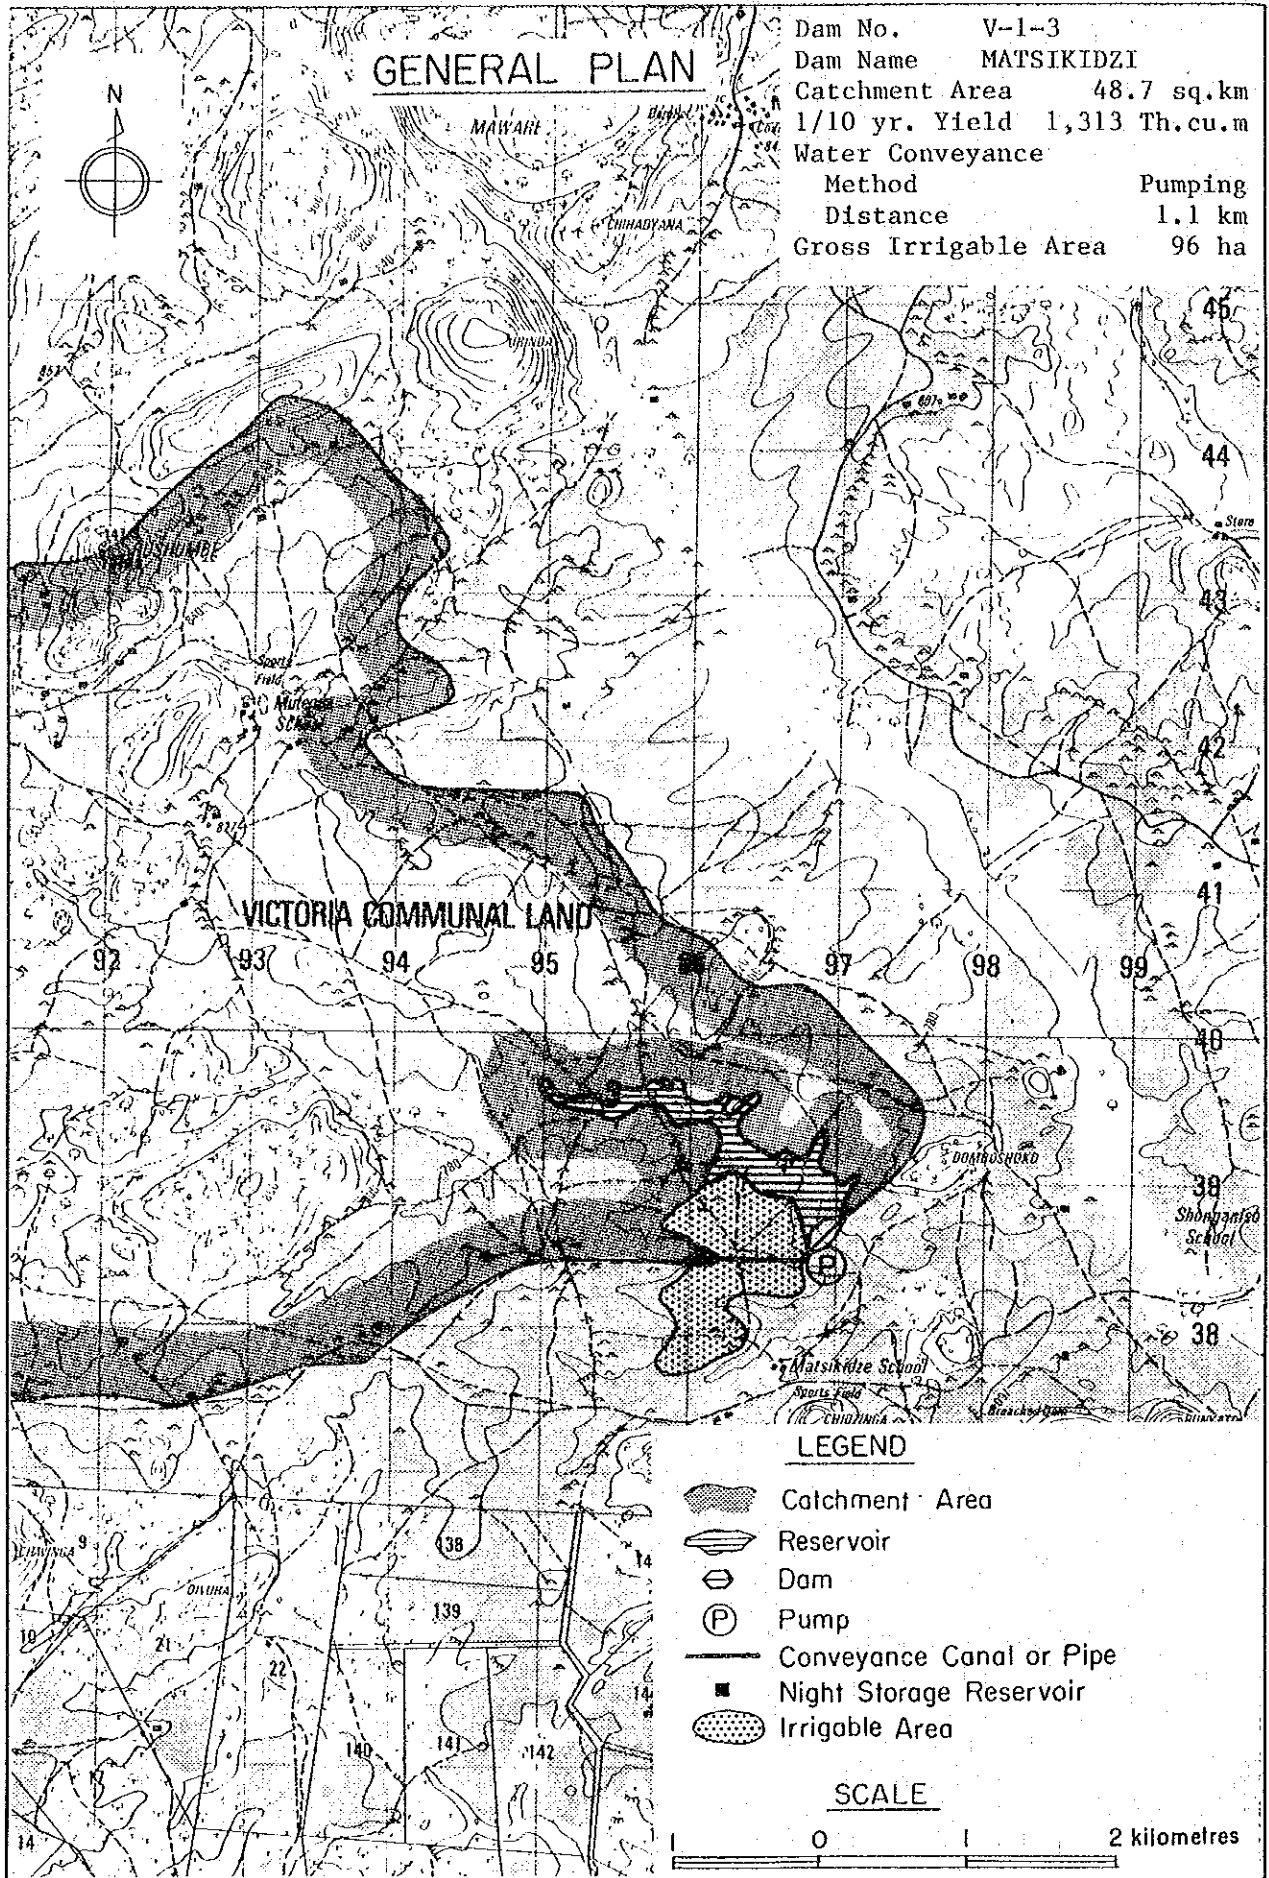 GENERAL PLAN
Dam No. V-1-3
Dam Name MATSIKIDZI
Catchment Area 48.7 sq.km
1/10 yr. Yield 1,313 Th.cu.m
Water Conveyance
Method Pumping
Distance 1.1 km
Gross Irrigable Area 96 ha
N
MAWARE
CHIHADYANA
45
44
Store
43
Sports
Field
School
42
41
VICTORIA COMMUNAL LAND
92 93 94 95 96 97 98 99
40
780
780
DOMBOSHOKO
39
School
P
38
Matsikidze School
Sports Field
Breached Dam
LEGEND
Catchment Area
Reservoir
Dam
P Pump
Conveyance Canal or Pipe
Night Storage Reservoir
Irrigable Area
9
138
139
10
21
22
140
141
142
14
SCALE
1 0 1 2 kilometres